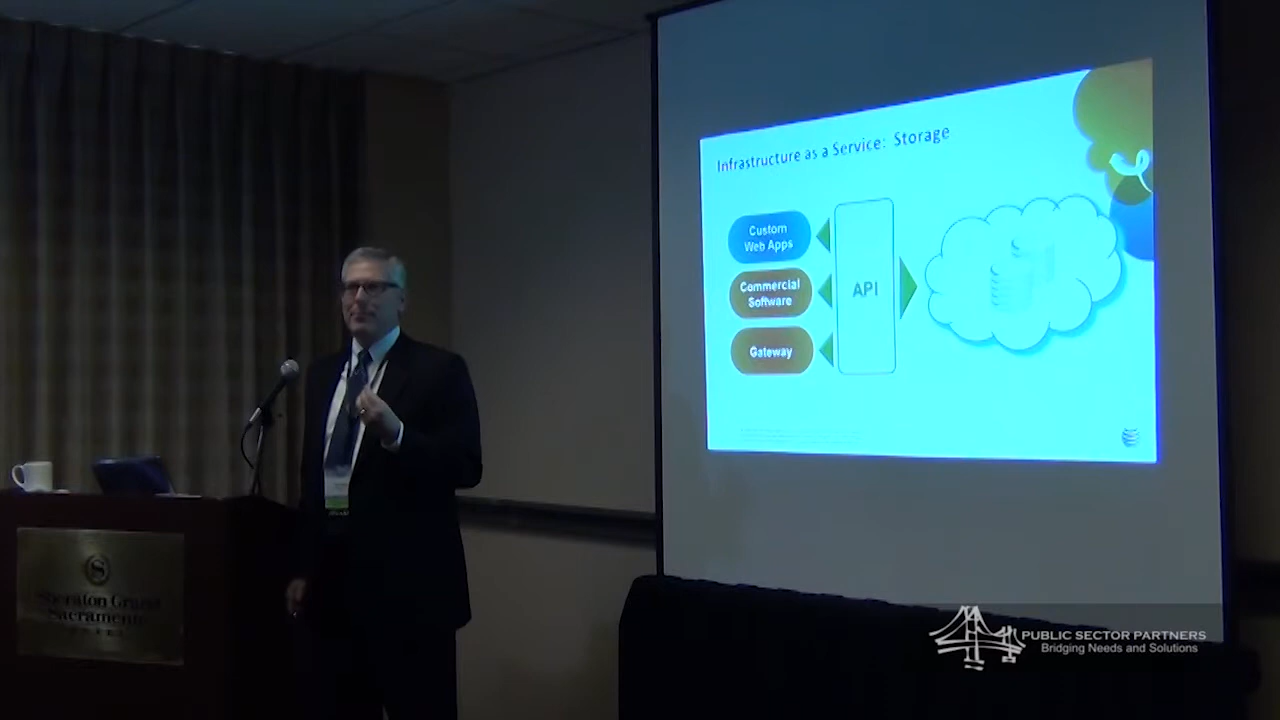 Infrastructure as a Service: Storage
Custom
Web Apps
Commercial
Software
Gateway
API
Sheraton Grand
Sacramento
PUBLIC SECTOR PARTNERS
Bridging Needs and Solutions